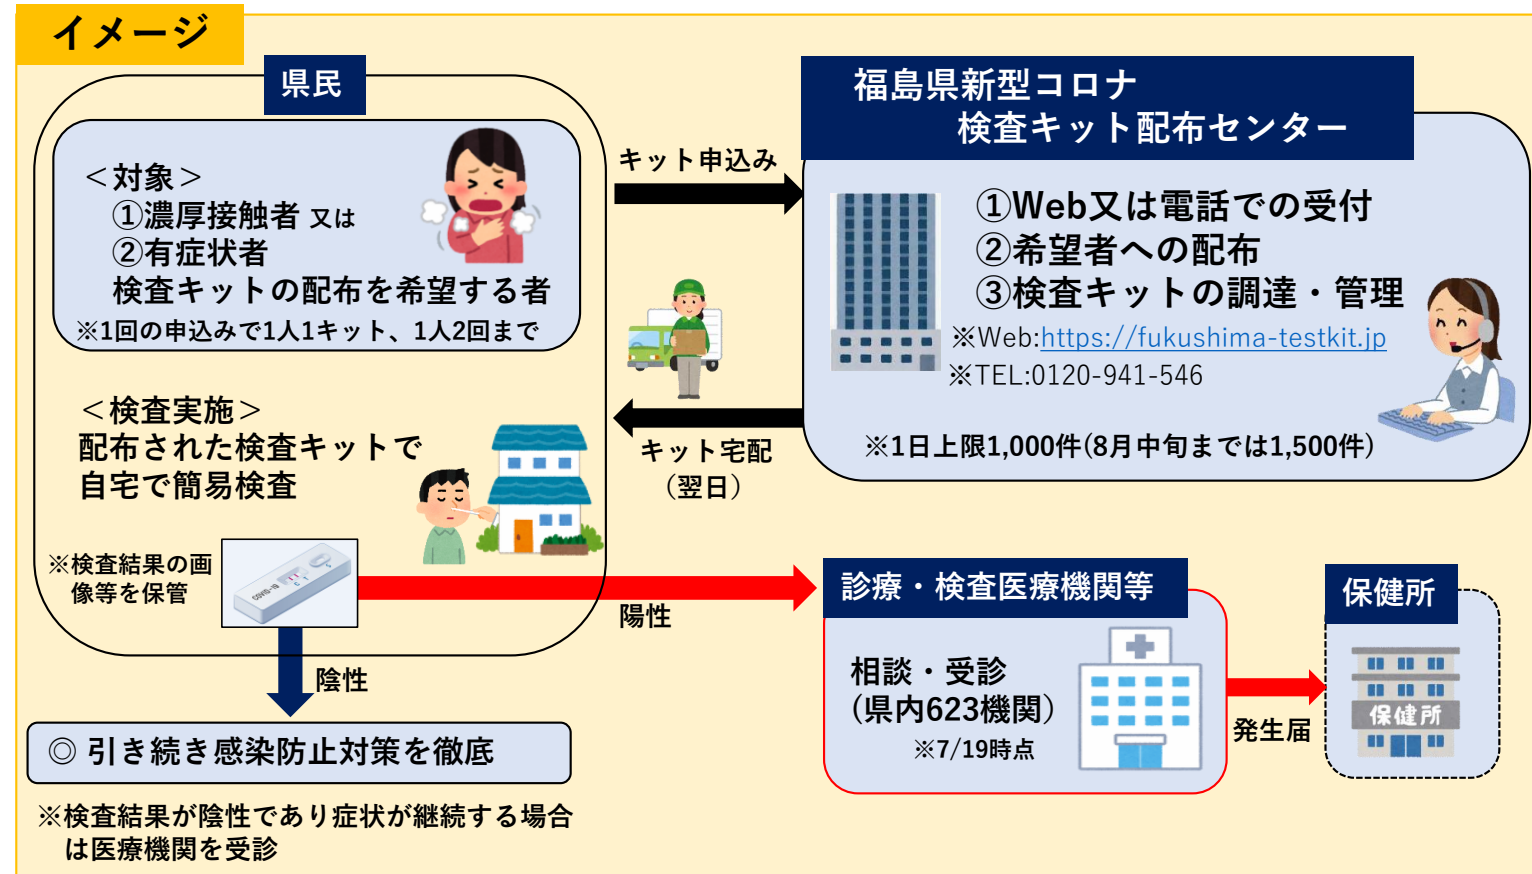 イメージ
県民
＜対象＞
①濃厚接触者 又は
②有症状者
検査キットの配布を希望する者
※1回の申込みで1人1キット、1人2回まで
＜検査実施＞
配布された検査キットで
自宅で簡易検査
※検査結果の画
像等を保管
COVID-19
キット申込み
キット宅配
（翌日）
福島県新型コロナ
検査キット配布センター
①Web又は電話での受付
②希望者への配布
③検査キットの調達・管理
※Web:https://fukushima-testkit.jp
※TEL:0120-941-546
※1日上限1,000件(8月中旬までは1,500件)
陽性
診療・検査医療機関等
相談・受診
(県内623機関)
※7/19時点
発生届
保健所
保健所
陰性
◎ 引き続き感染防止対策を徹底
※検査結果が陰性であり症状が継続する場合
は医療機関を受診